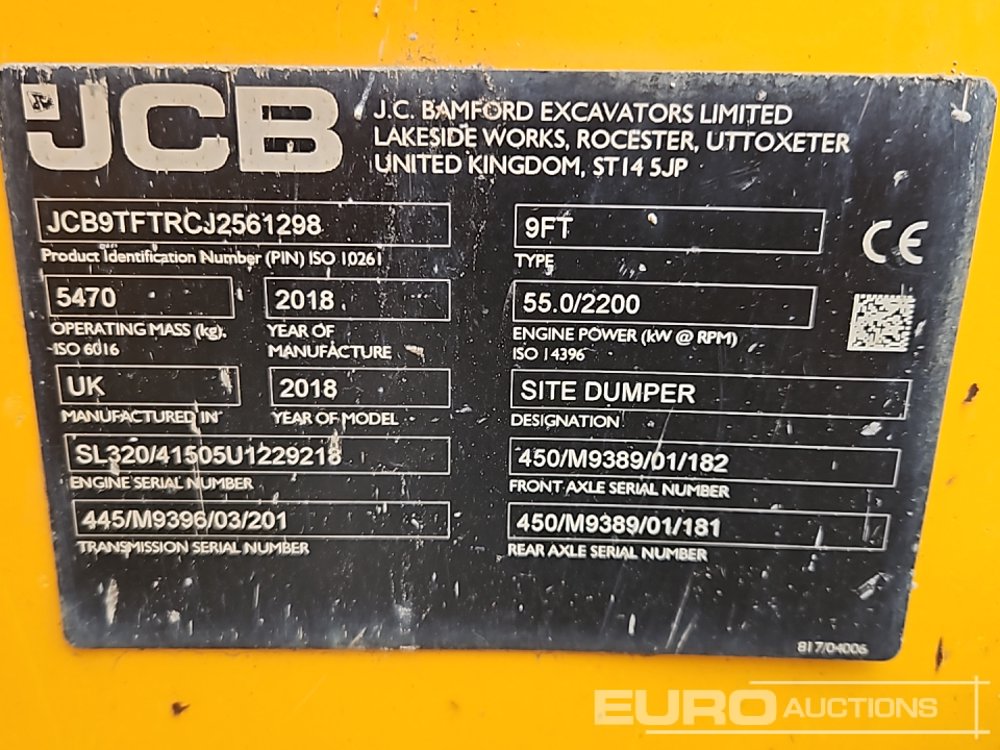 JCB
J.C. BAMFORD EXCAVATORS LIMITED
LAKESIDE WORKS, ROCESTER, UTTOXETER
UNITED KINGDOM, ST14 5JP
JCB9TFTRCJ2561298
Product Identification Number (PIN) ISO 10261
9FT
TYPE
CE
5470
OPERATING MASS (kg),
ISO 6016
2018
YEAR OF
MANUFACTURE
55.0/2200
ENGINE POWER (kW @ RPM)
ISO 14396
UK
MANUFACTURED IN
2018
YEAR OF MODEL
SITE DUMPER
DESIGNATION
SL320/41505U1229218
ENGINE SERIAL NUMBER
450/M9389/01/182
FRONT AXLE SERIAL NUMBER
445/M9396/03/201
TRANSMISSION SERIAL NUMBER
450/M9389/01/181
REAR AXLE SERIAL NUMBER
817/04006
EURO AUCTIONS